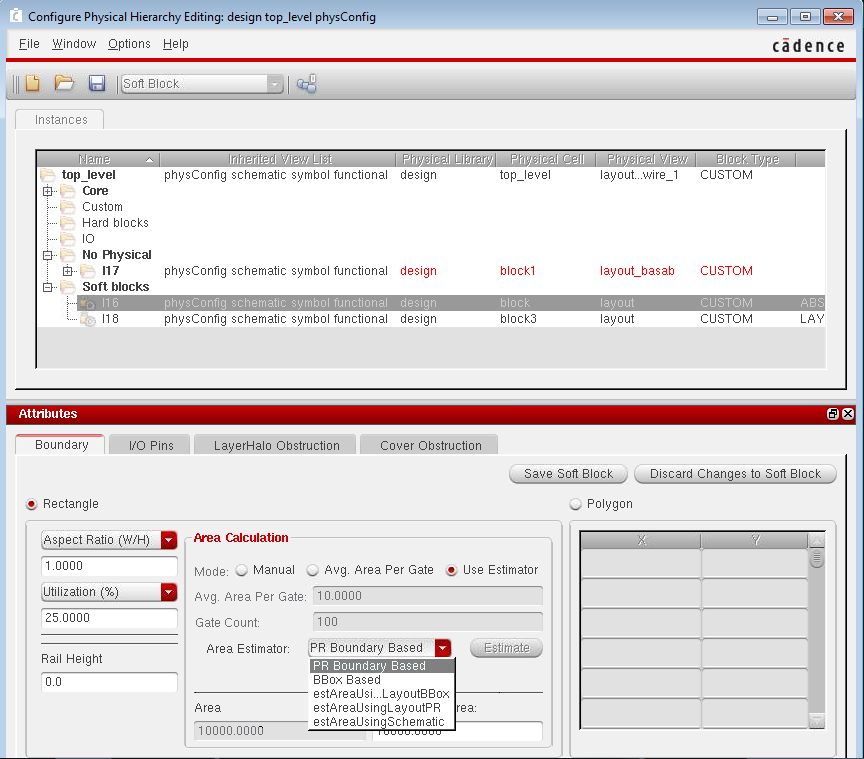 Configure Physical Hierarchy Editing: design top_level physConfig
File Window Options Help
cādence
Soft Block
Instances
Name Inherited View List Physical Library Physical Cell Physical View Block Type
top_level physConfig schematic symbol functional design top_level layout...wire_1 CUSTOM
Core
Custom
Hard blocks
IO
No Physical
I17 physConfig schematic symbol functional design block1 layout_basab CUSTOM
Soft blocks
I16 physConfig schematic symbol functional design block layout CUSTOM ABS
I18 physConfig schematic symbol functional design block3 layout CUSTOM LAY
Attributes
Boundary I/O Pins LayerHalo Obstruction Cover Obstruction
Save Soft Block Discard Changes to Soft Block
Rectangle Polygon
Aspect Ratio (W/H)
1.0000
Utilization (%)
25.0000
Rail Height
0.0
Area Calculation
Mode: Manual Avg. Area Per Gate Use Estimator
Avg. Area Per Gate: 10.0000
Gate Count: 100
Area Estimator: PR Boundary Based Estimate
PR Boundary Based
BBox Based
estAreaUsi...LayoutBBox
estAreaUsingLayoutPR
estAreaUsingSchematic
Area rea:
10000.0000 10000.0000
X Y